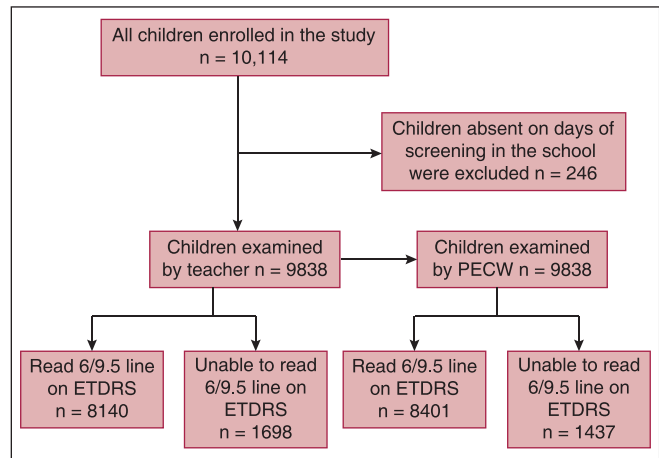 All children enrolled in the study
n = 10,114
Children absent on days of
screening in the school
were excluded n = 246
Children examined
by teacher n = 9838
Children examined
by PECW n = 9838
Read 6/9.5 line
on ETDRS
n = 8140
Unable to read
6/9.5 line on
ETDRS
n = 1698
Read 6/9.5 line
on ETDRS
n = 8401
Unable to read
6/9.5 line on
ETDRS
n = 1437